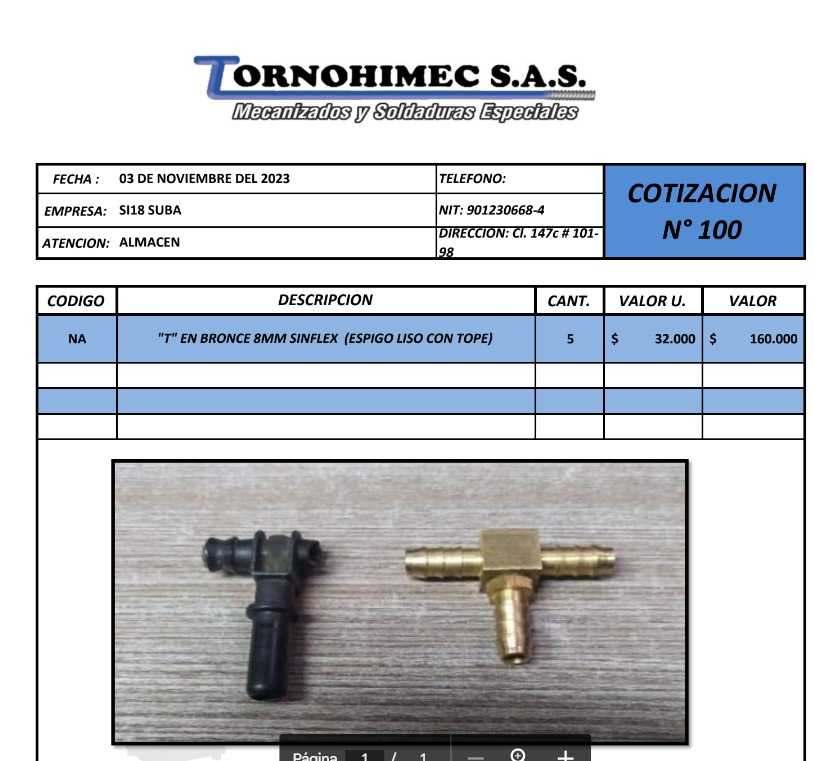 TORNOHIMEC S.A.S.
Mecanizados y Soldaduras Especiales
FECHA : 03 DE NOVIEMBRE DEL 2023 TELEFONO:
COTIZACION
N° 100
EMPRESA: SI18 SUBA NIT: 901230668-4
ATENCION: ALMACEN DIRECCION: Cl. 147c # 101-
98
CODIGO DESCRIPCION CANT. VALOR U. VALOR
NA "T" EN BRONCE 8MM SINFLEX (ESPIGO LISO CON TOPE) 5 $ 32.000 $ 160.000
Página 1 / 1